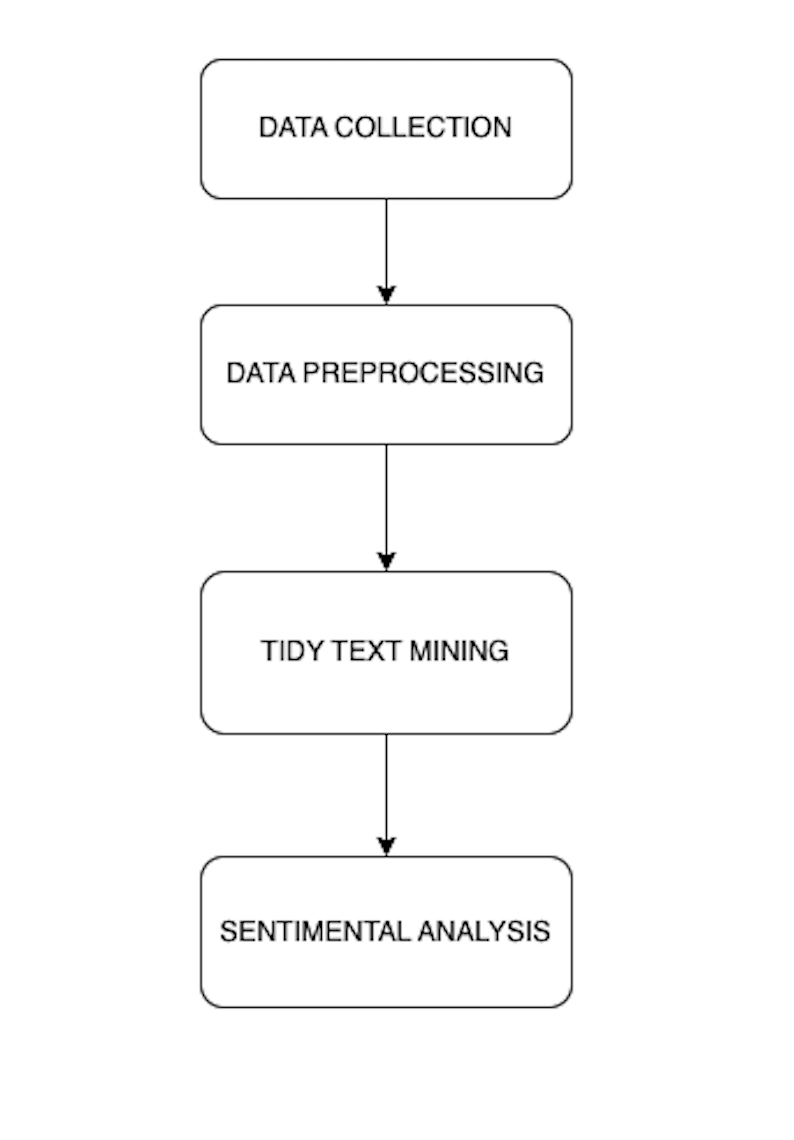 DATA COLLECTION
DATA PREPROCESSING
TIDY TEXT MINING
SENTIMENTAL ANALYSIS